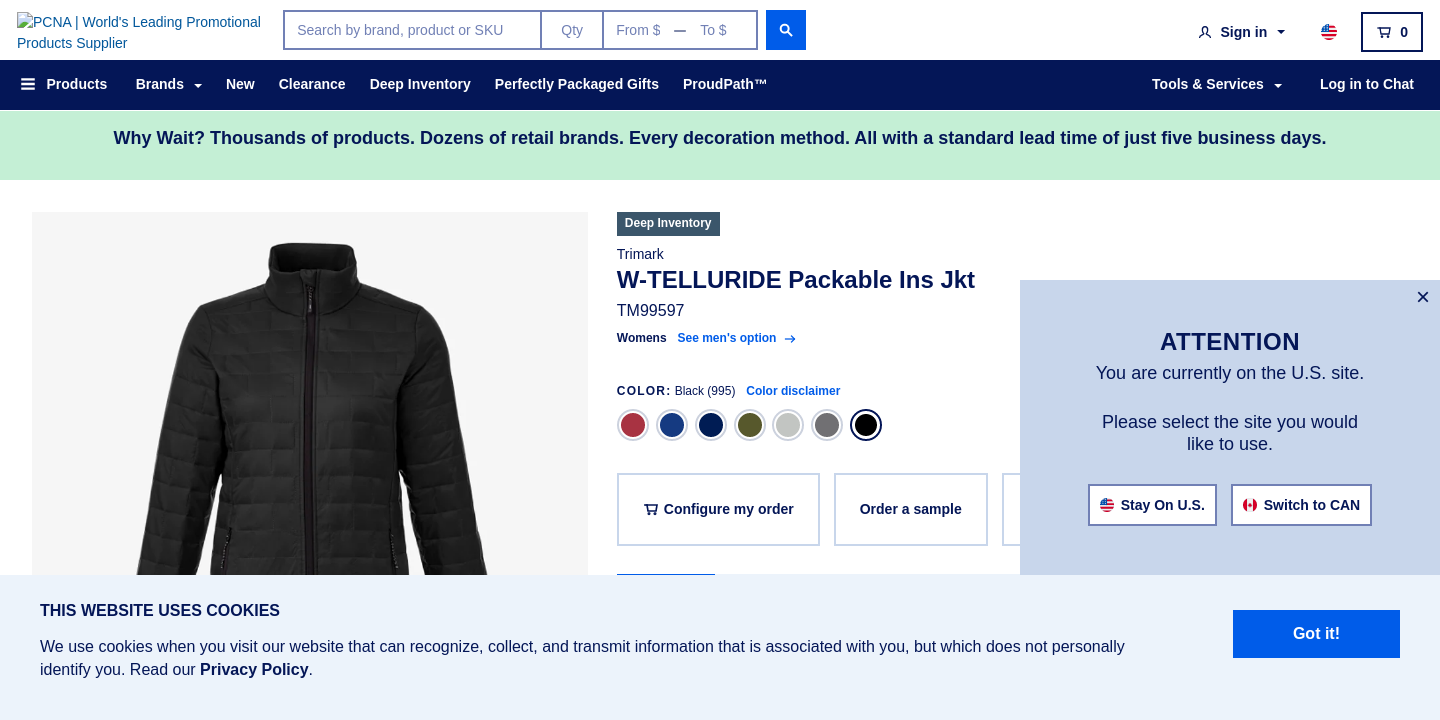 PCNA | World's Leading Promotional
Products Supplier
Search by brand, product or SKU
Qty
From $ — To $
Sign in
0
Products
Brands
New
Clearance
Deep Inventory
Perfectly Packaged Gifts
ProudPath™
Tools & Services
Log in to Chat
Why Wait? Thousands of products. Dozens of retail brands. Every decoration method. All with a standard lead time of just five business days.
Deep Inventory
Trimark
W-TELLURIDE Packable Ins Jkt
TM99597
Womens See men's option
COLOR: Black (995) Color disclaimer
Configure my order
Order a sample
ATTENTION
You are currently on the U.S. site.
Please select the site you would
like to use.
Stay On U.S.
Switch to CAN
THIS WEBSITE USES COOKIES
We use cookies when you visit our website that can recognize, collect, and transmit information that is associated with you, but which does not personally
identify you. Read our Privacy Policy.
Got it!